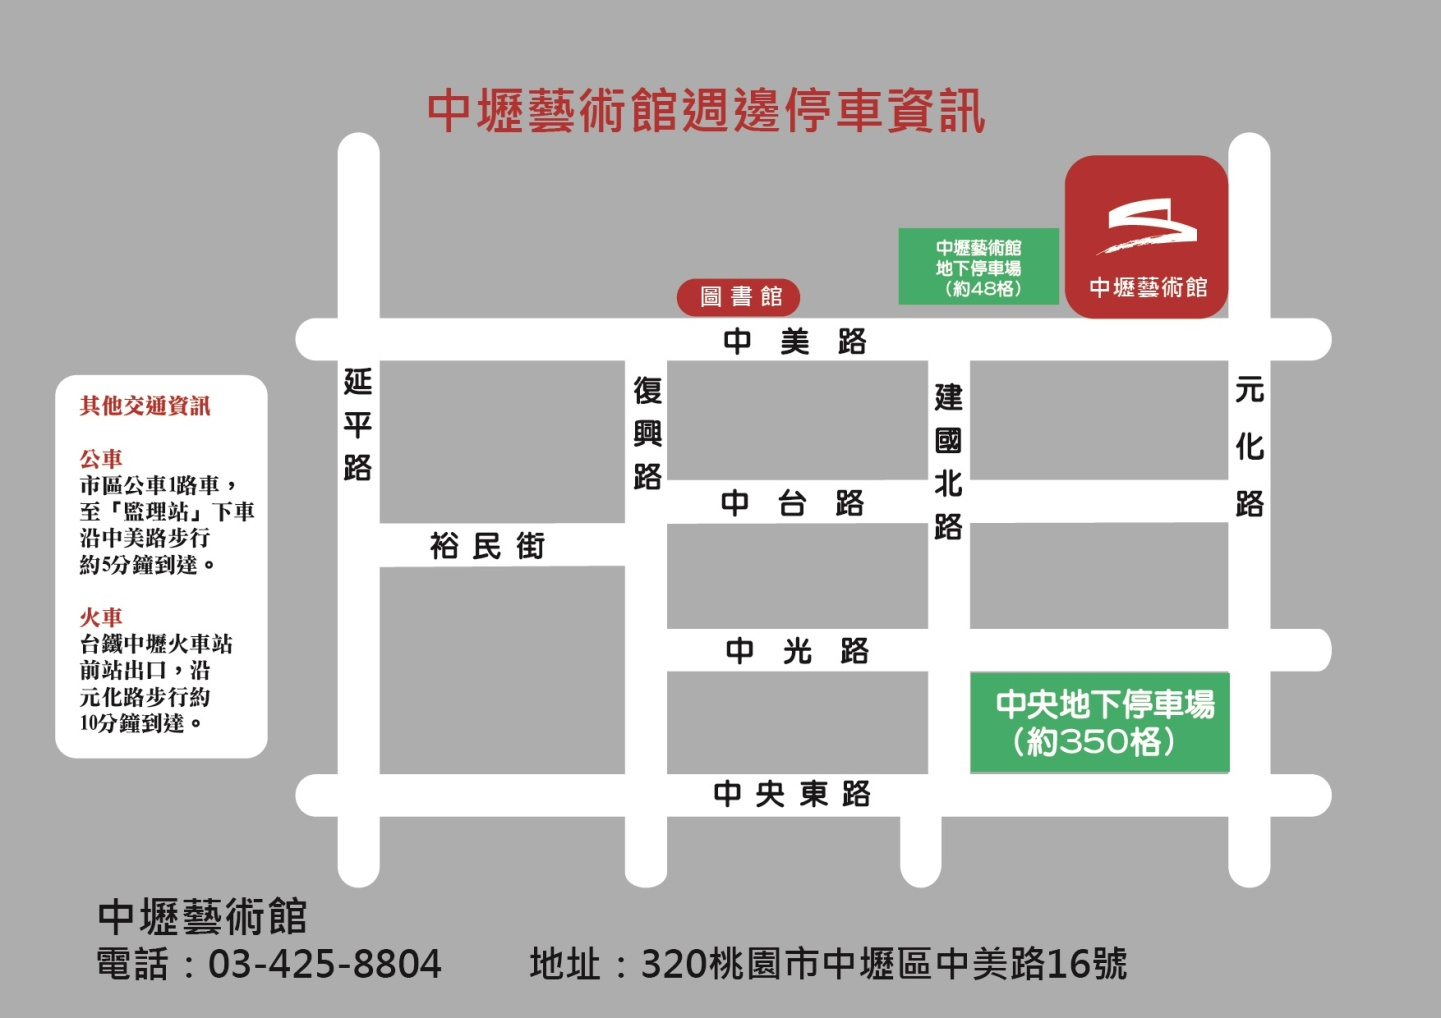 中壢藝術館週邊停車資訊
中壢藝術館
地下停車場
（約48格）
中壢藝術館
圖書館
中美路
延平路
復興路
建國北路
元化路
中台路
裕民街
中光路
中央地下停車場
（約350格）
中央東路
其他交通資訊
公車
市區公車1路車，
至「監理站」下車
沿中美路步行
約5分鐘到達。
火車
台鐵中壢火車站
前站出口，沿
元化路步行約
10分鐘到達。
中壢藝術館
電話：03-425-8804 地址：320桃園市中壢區中美路16號